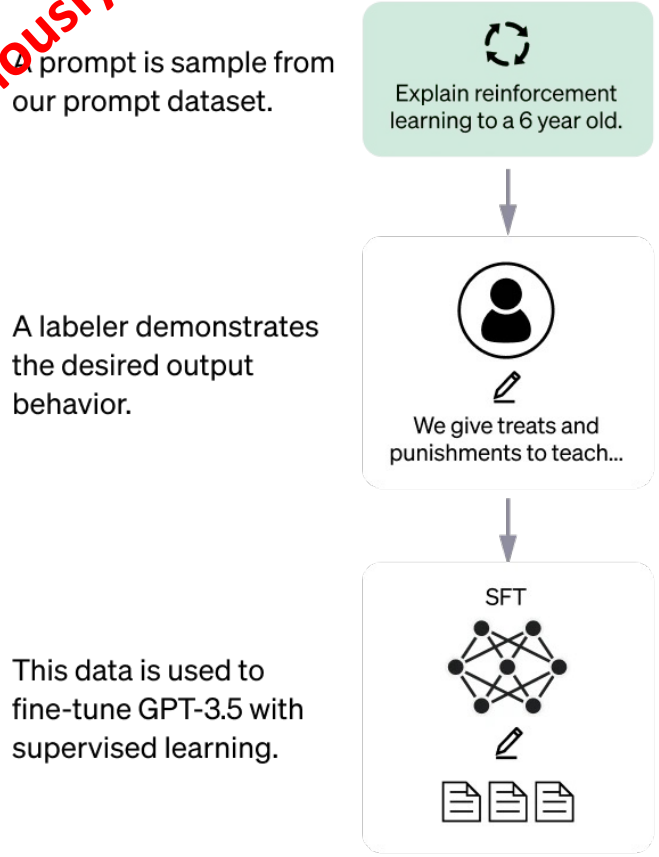 A prompt is sample from
our prompt dataset.
Explain reinforcement
learning to a 6 year old.
A labeler demonstrates
the desired output
behavior.
We give treats and
punishments to teach...
SFT
This data is used to
fine-tune GPT-3.5 with
supervised learning.